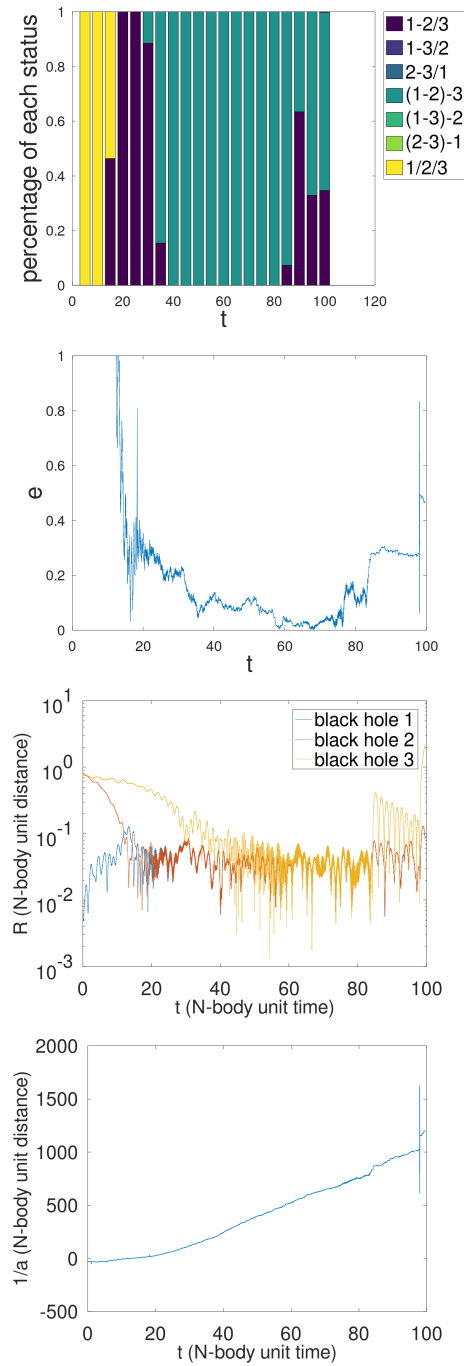 percentage of each status
1
0.8
0.6
0.4
0.2
0
0 20 40 60 80 100 120
t
1-2/3
1-3/2
2-3/1
(1-2)-3
(1-3)-2
(2-3)-1
1/2/3
e
1
0.8
0.6
0.4
0.2
0
0 20 40 60 80 100
t
R (N-body unit distance)
10^1
10^0
10^-1
10^-2
10^-3
black hole 1
black hole 2
black hole 3
0 20 40 60 80 100
t (N-body unit time)
1/a (N-body unit distance)
2000
1500
1000
500
0
-500
0 20 40 60 80 100
t (N-body unit time)